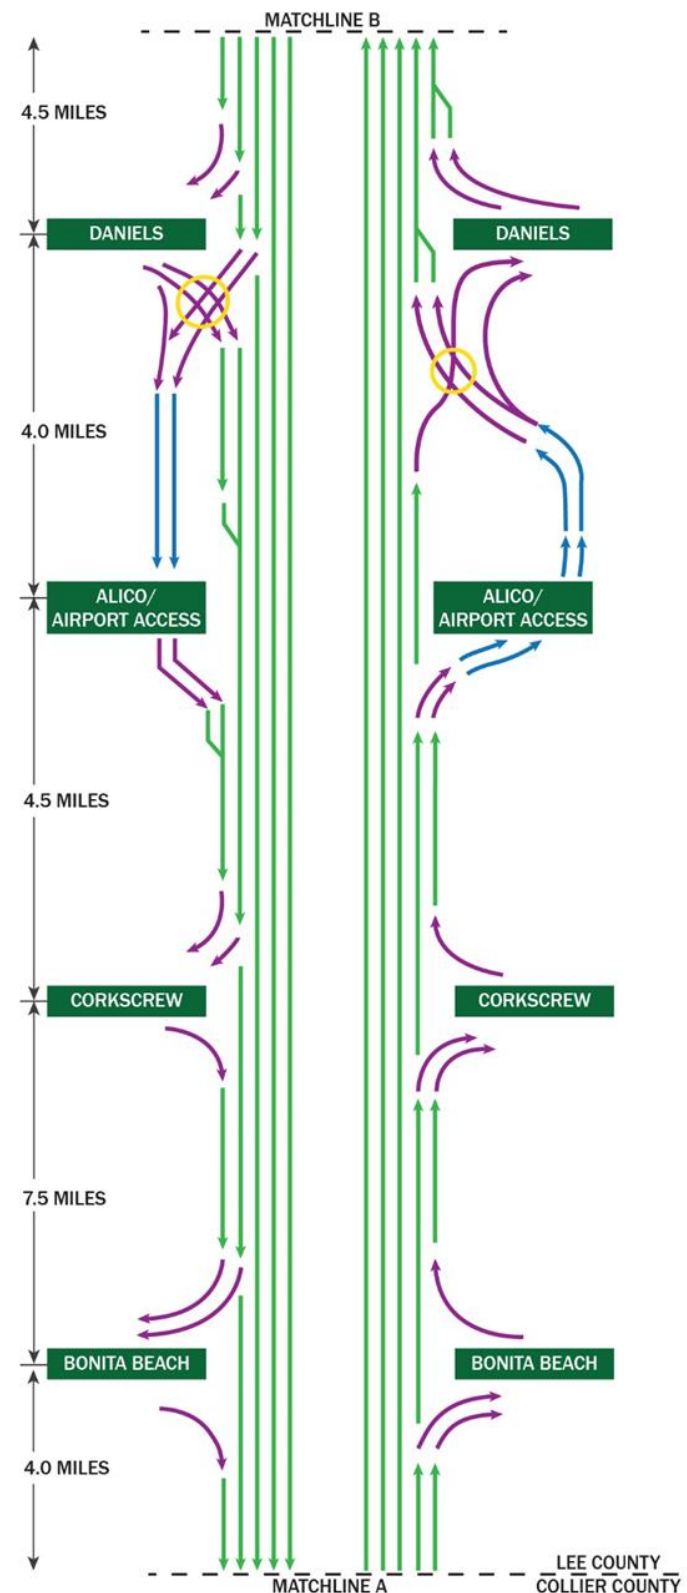 MATCHLINE B
4.5 MILES
DANIELS
DANIELS
4.0 MILES
ALICO/
AIRPORT ACCESS
ALICO/
AIRPORT ACCESS
4.5 MILES
CORKSCREW
CORKSCREW
7.5 MILES
BONITA BEACH
BONITA BEACH
4.0 MILES
LEE COUNTY
MATCHLINE A
COLLIER COUNTY